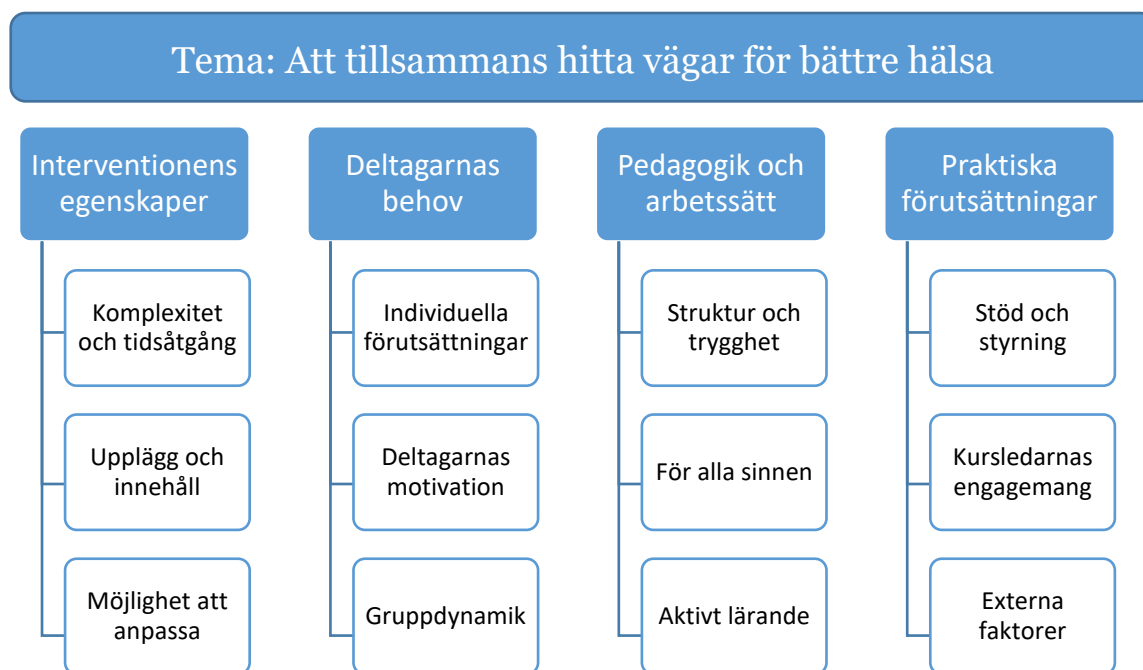 Tema: Att tillsammans hitta vägar för bättre hälsa
Interventionens
egenskaper
Komplexitet
och tidsåtgång
Upplägg och
innehåll
Möjlighet att
anpassa
Deltagarnas
behov
Individuella
förutsättningar
Deltagarnas
motivation
Gruppdynamik
Pedagogik och
arbetssätt
Struktur och
trygghet
För alla sinnen
Aktivt lärande
Praktiska
förutsättningar
Stöd och
styrning
Kursledarnas
engagemang
Externa
faktorer